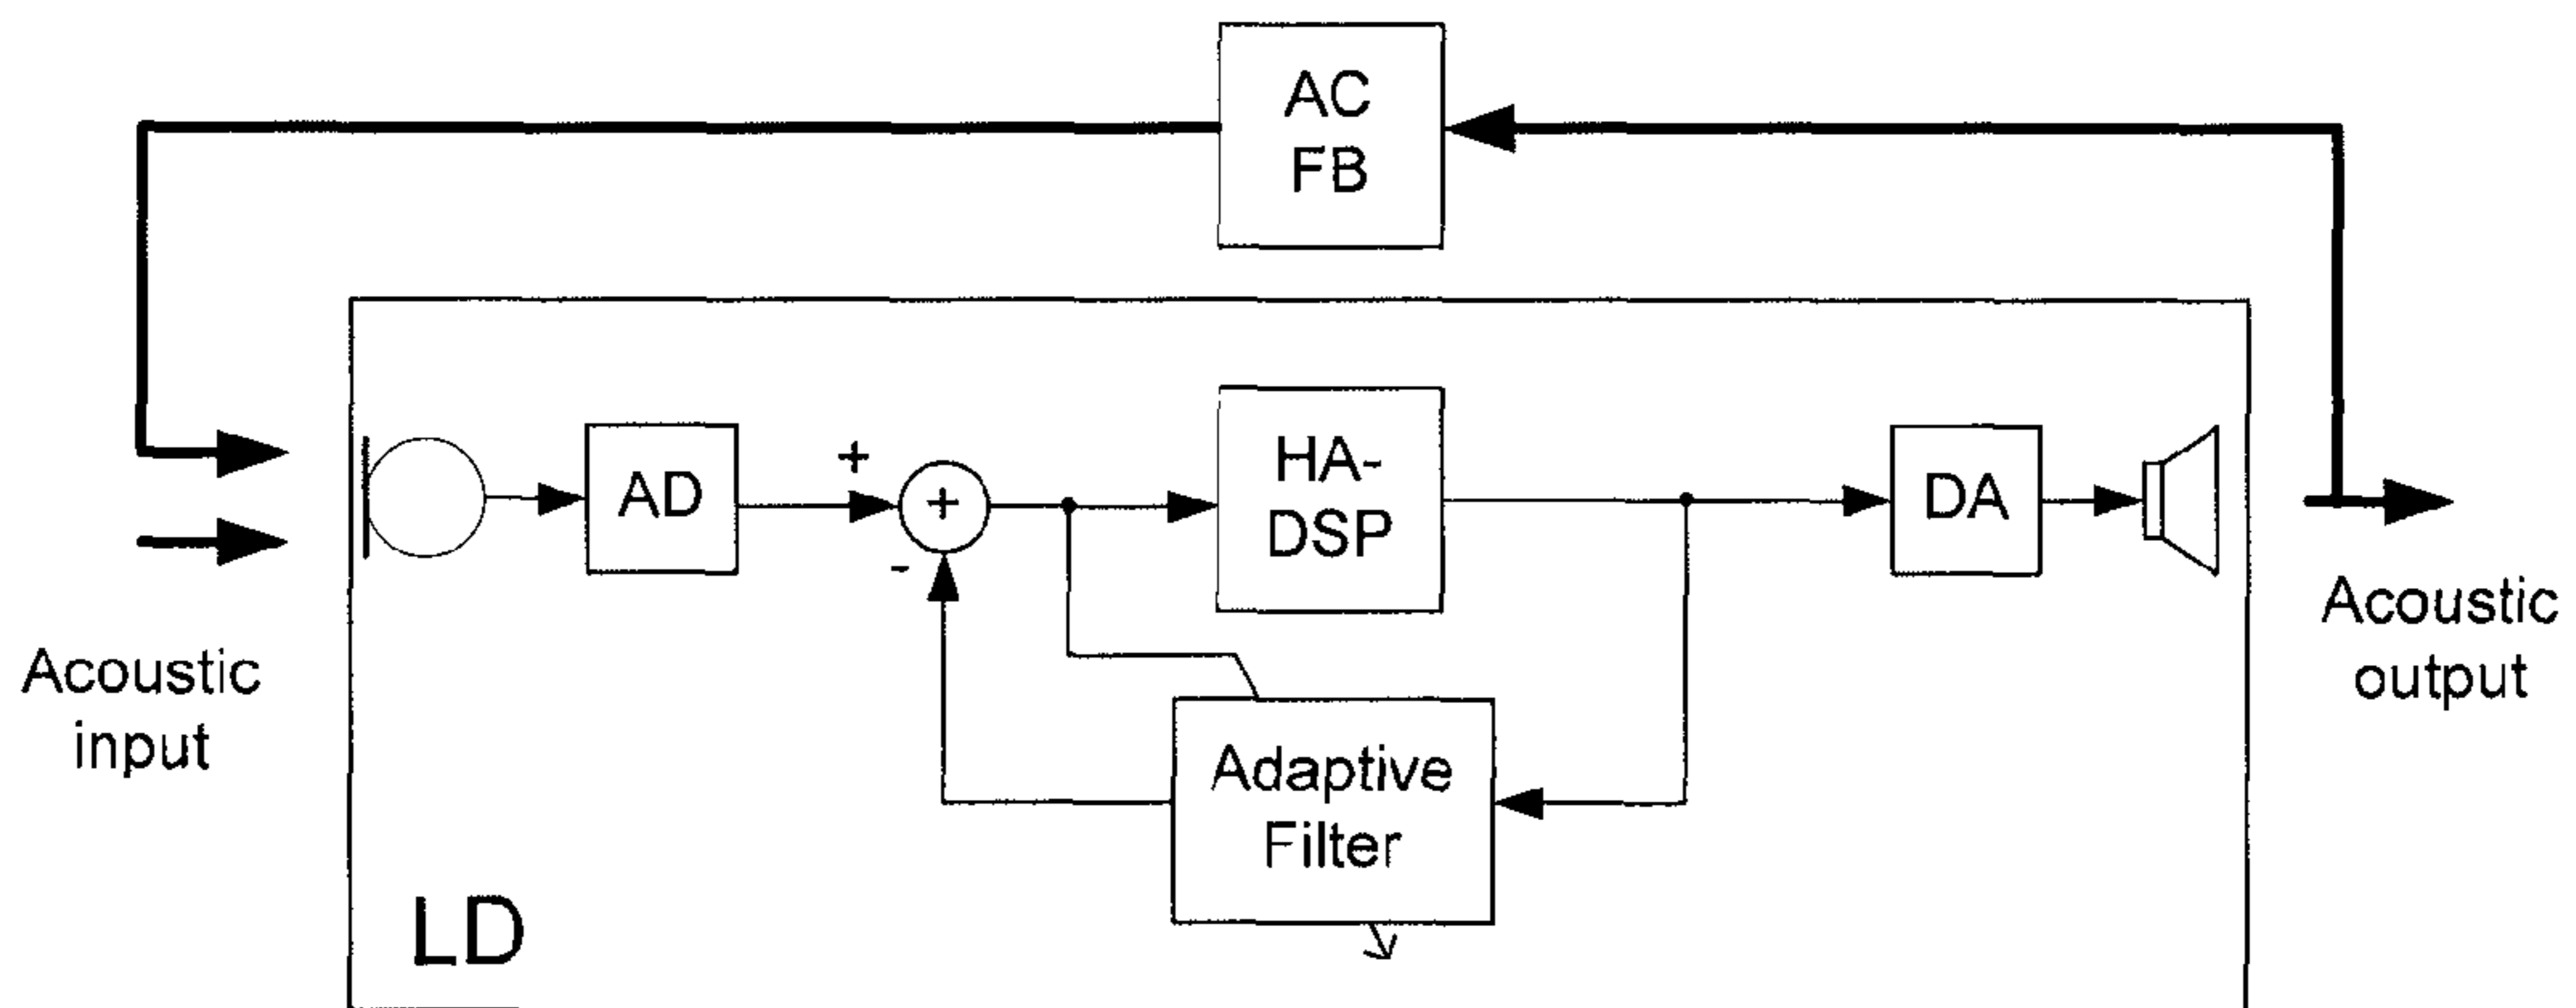 AC
FB
Acoustic
input
AD
+
+
-
HA-
DSP
DA
Adaptive
Filter
Acoustic
output
LD